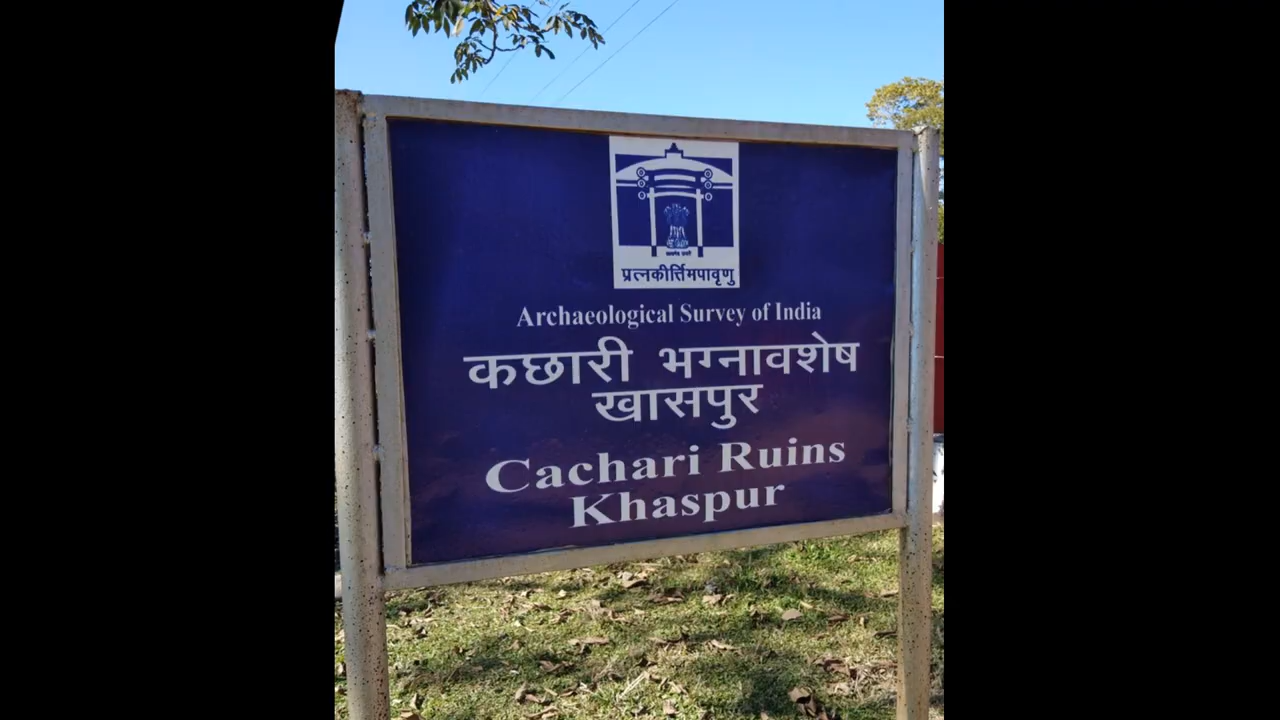 प्रत्नकीर्त्तिमपावृणु
Archaeological Survey of India
कछारी भग्नावशेष
खासपुर
Cachari Ruins
Khaspur